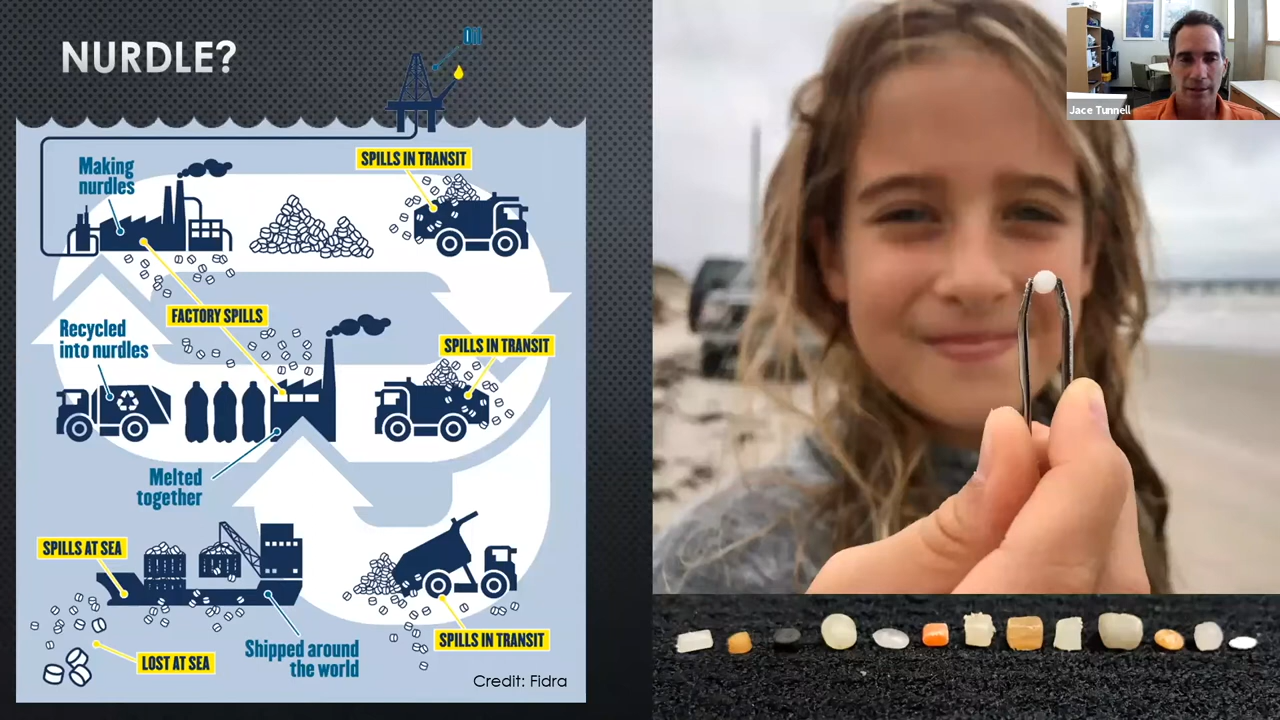 NURDLE?
Oil
Making
nurdles
SPILLS IN TRANSIT
FACTORY SPILLS
Recycled
into nurdles
SPILLS IN TRANSIT
Melted
together
SPILLS AT SEA
SPILLS IN TRANSIT
Shipped around
the world
LOST AT SEA
Credit: Fidra
Jace Tunnell